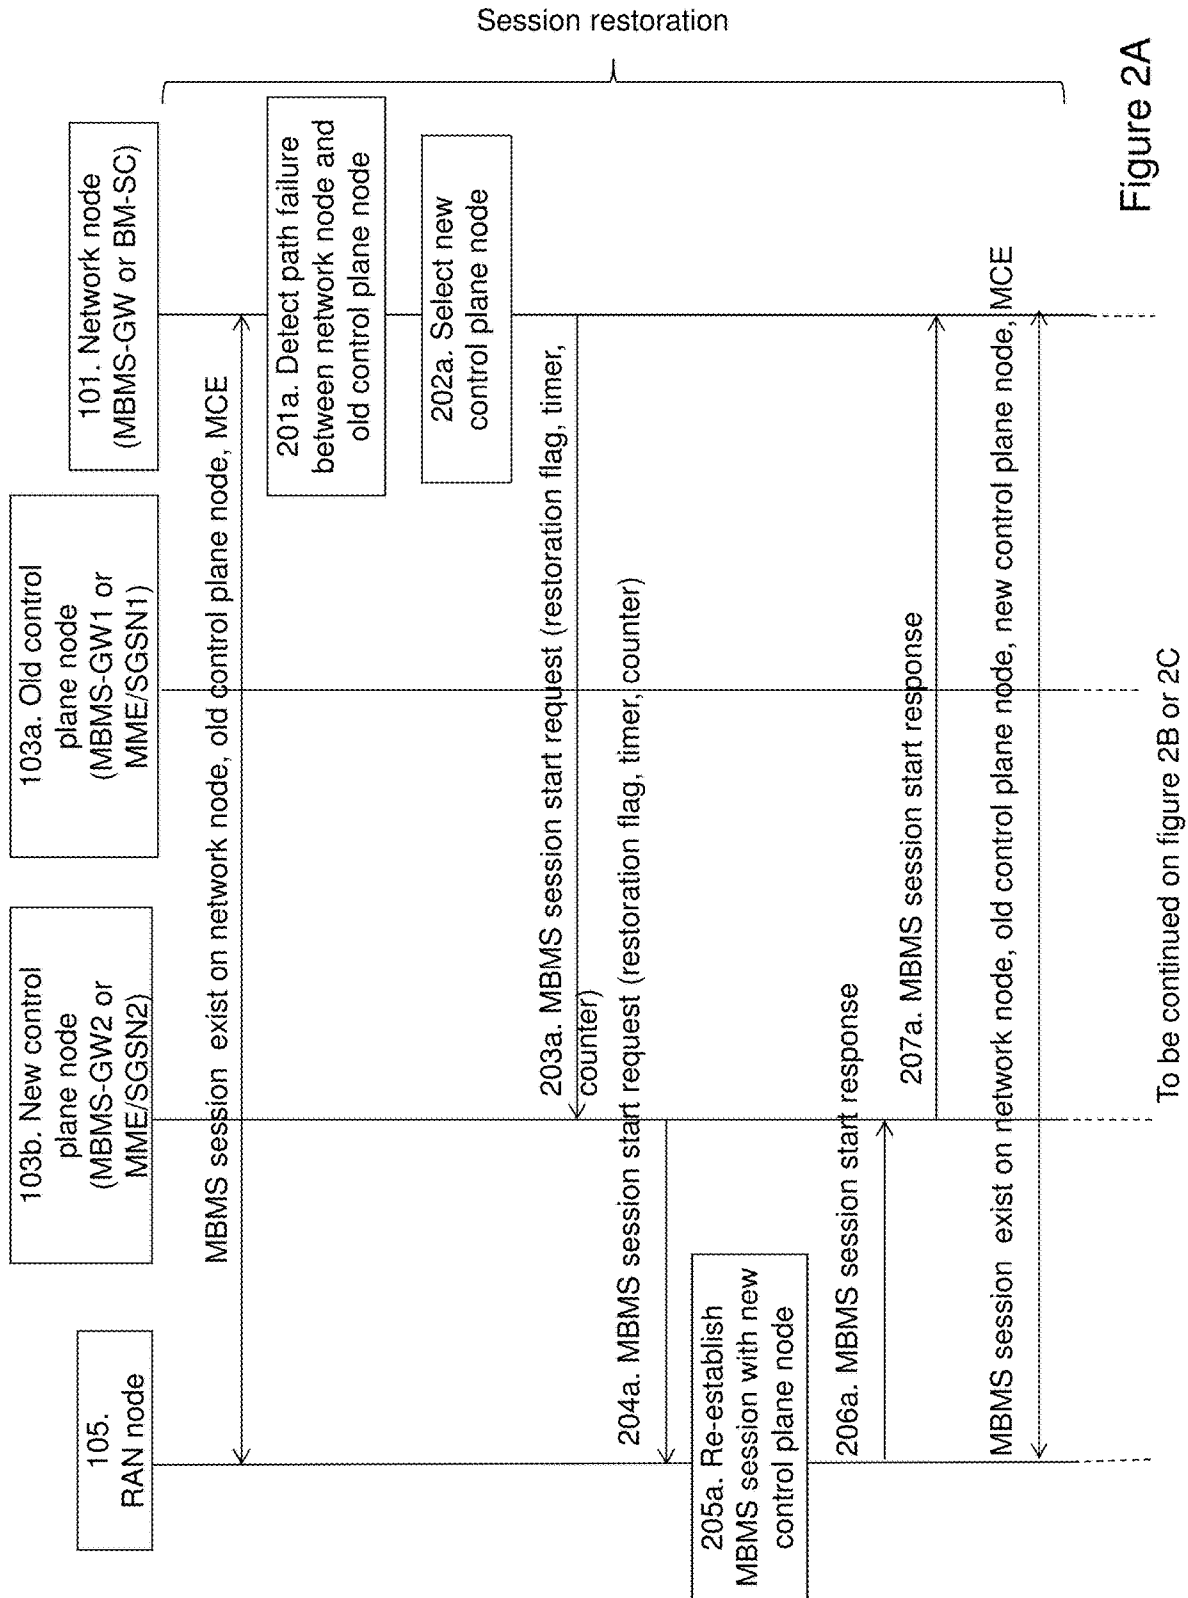 105.
RAN node
103b. New control
plane node
(MBMS-GW2 or
MME/SGSN2)
103a. Old control
plane node
(MBMS-GW1 or
MME/SGSN1)
101. Network node
(MBMS-GW or BM-SC)
MBMS session exist on network node, old control plane node, MCE
201a. Detect path failure
between network node and
old control plane node
202a. Select new
control plane node
203a. MBMS session start request (restoration flag, timer,
counter)
204a. MBMS session start request (restoration flag, timer, counter)
205a. Re-establish
MBMS session with new
control plane node
206a. MBMS session start response
207a. MBMS session start response
MBMS session exist on network node, old control plane node, new control plane node, MCE
Session restoration
To be continued on figure 2B or 2C
Figure 2A